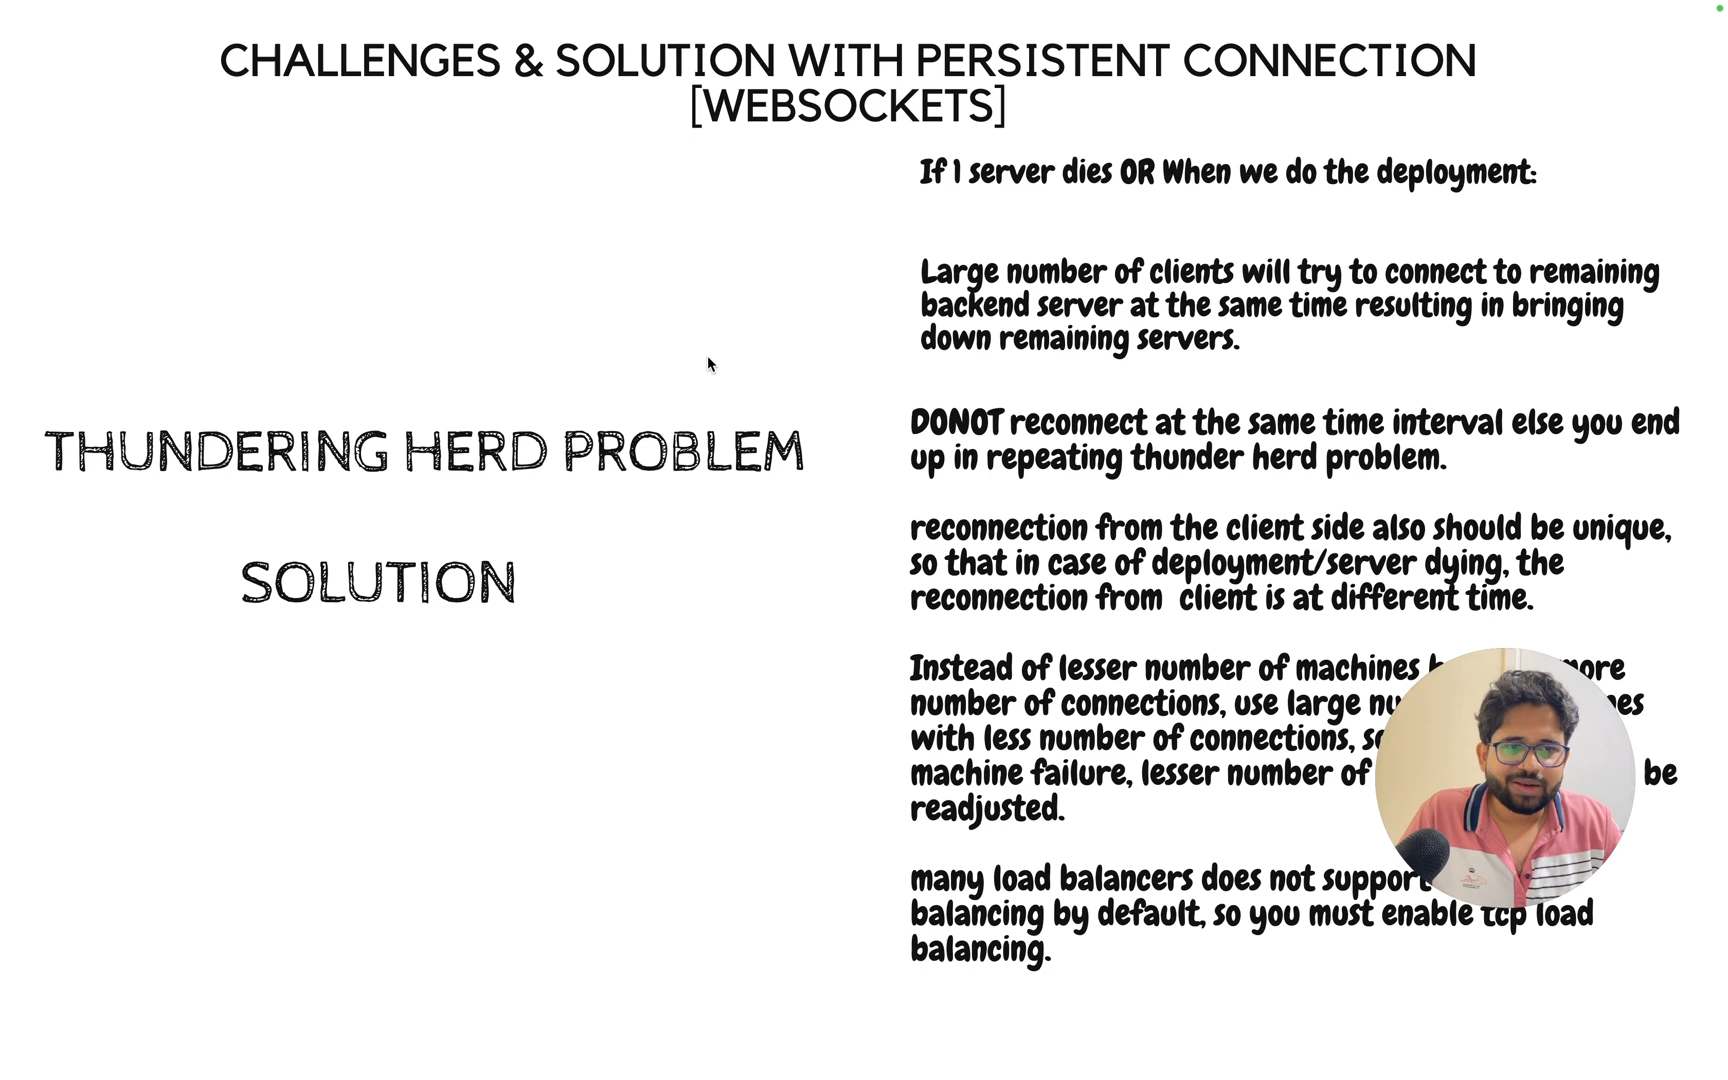 CHALLENGES & SOLUTION WITH PERSISTENT CONNECTION
[WEBSOCKETS]
If 1 server dies OR When we do the deployment:
Large number of clients will try to connect to remaining
backend server at the same time resulting in bringing
down remaining servers.
THUNDERING HERD PROBLEM
SOLUTION
DONOT reconnect at the same time interval else you end
up in repeating thunder herd problem.
reconnection from the client side also should be unique,
so that in case of deployment/server dying, the
reconnection from client is at different time.
Instead of lesser number of machines
number of connections, use large
with less number of connections,
machine failure, lesser number of be
readjusted.
many load balancers does not support
balancing by default, so you must enable tcp load
balancing.